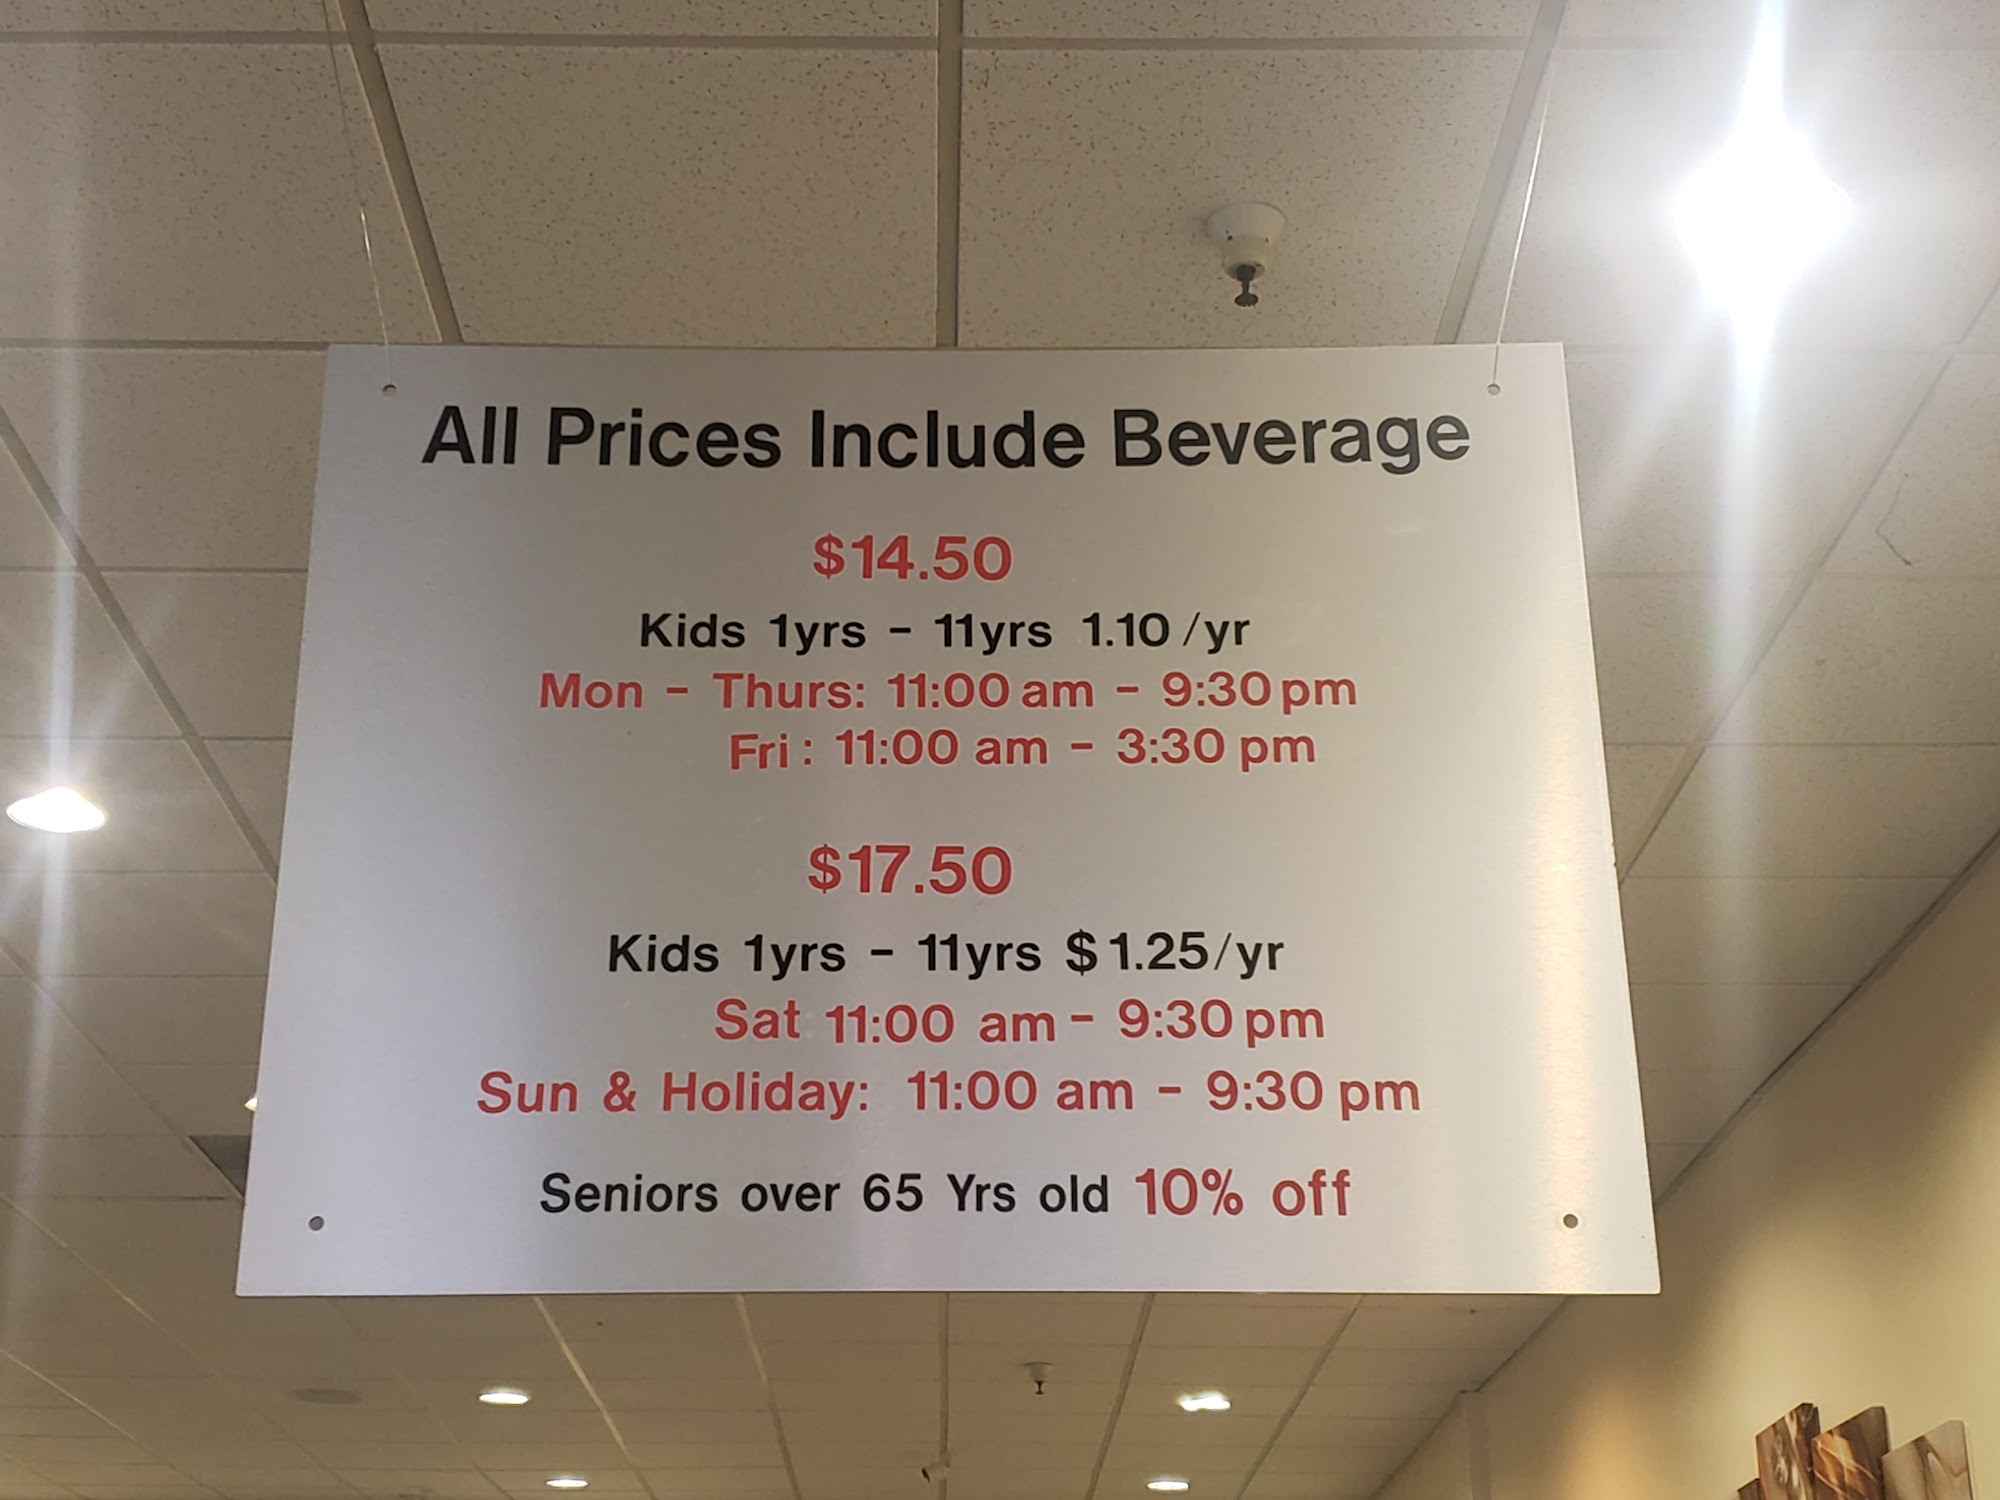 All Prices Include Beverage
$14.50
Kids 1yrs - 11yrs 1.10 /yr
Mon - Thurs: 11:00 am - 9:30 pm
Fri : 11:00 am - 3:30 pm
$17.50
Kids 1yrs - 11yrs $ 1.25/yr
Sat 11:00 am - 9:30 pm
Sun & Holiday: 11:00 am - 9:30 pm
Seniors over 65 Yrs old 10% off